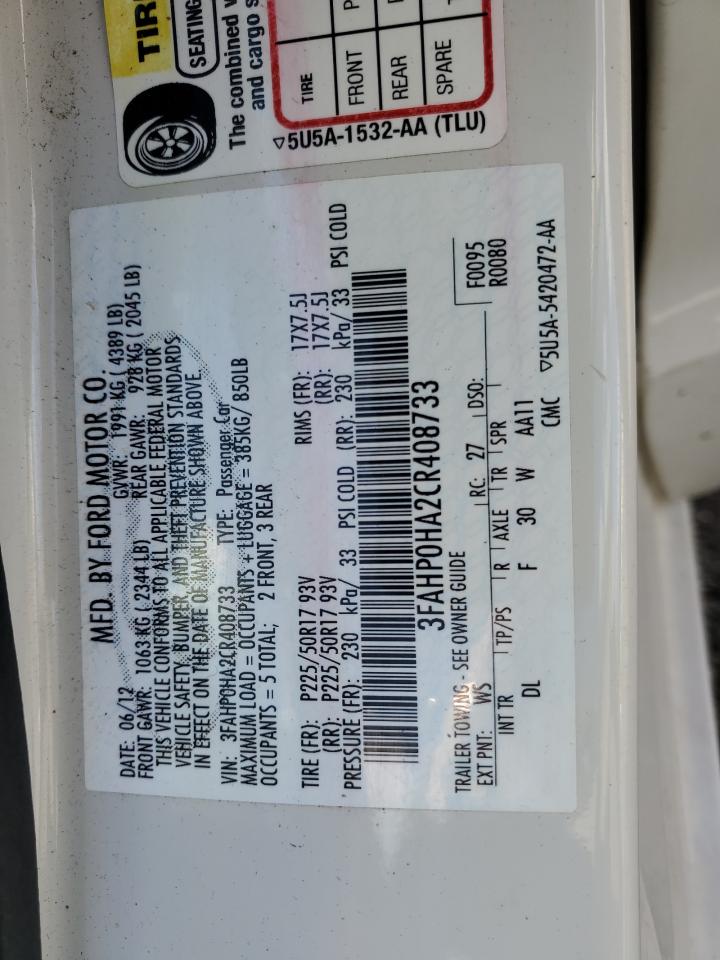 TIR
SEATING
The combined
and cargo s
TIRE
FRONT P
REAR
SPARE
▽5U5A-1532-AA (TLU)
MFD. BY FORD MOTOR CO.
DATE: 06/12 GVWR: 1991 KG ( 4389 LB)
FRONT GAWR: 1063 KG ( 2344 LB) REAR GAWR: 928 KG ( 2045 LB)
THIS VEHICLE CONFORMS TO ALL APPLICABLE FEDERAL MOTOR
VEHICLE SAFETY, BUMPER, AND THEFT PREVENTION STANDARDS
IN EFFECT ON THE DATE OF MANUFACTURE SHOWN ABOVE.
VIN: 3FAHP0HA2CR408733 TYPE: Passenger Car
MAXIMUM LOAD = OCCUPANTS + LUGGAGE = 385KG/ 850LB
OCCUPANTS = 5 TOTAL; 2 FRONT, 3 REAR
TIRE (FR): P225/50R17 93V RIMS (FR): 17X7.5J
(RR): P225/50R17 93V (RR): 17X7.5J
PRESSURE (FR): 230 kPa/ 33 PSI COLD (RR): 230 kPa/ 33 PSI COLD
3FAHP0HA2CR408733
TRAILER TOWING - SEE OWNER GUIDE F0095
EXT PNT: WS RC: 27 DSO: R0080
INT TR TP/PS R AXLE TR SPR
DL F 30 W AA11
CMC ▽5U5A-5420472-AA